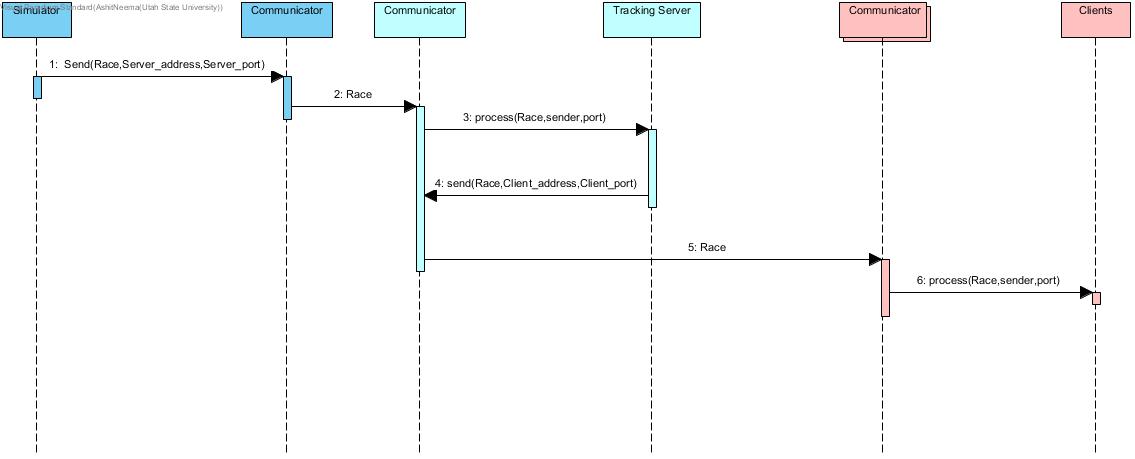 Standard(AshitNeema(Utah State University))
Simulator
Communicator
Communicator
Tracking Server
Communicator
Clients
1: Send(Race,Server_address,Server_port)
2: Race
3: process(Race,sender,port)
4: send(Race,Client_address,Client_port)
5: Race
6: process(Race,sender,port)